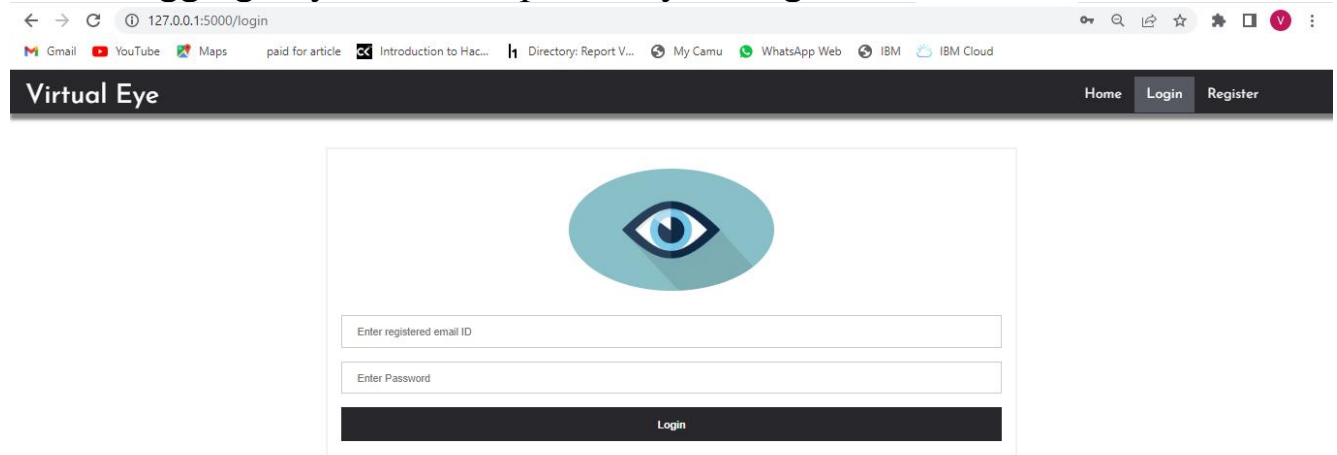 127.0.0.1:5000/login
Gmail YouTube Maps paid for article CC Introduction to Hac... h Directory: Report V... My Camu WhatsApp Web IBM IBM Cloud
Virtual Eye Home Login Register
Enter registered email ID
Enter Password
Login